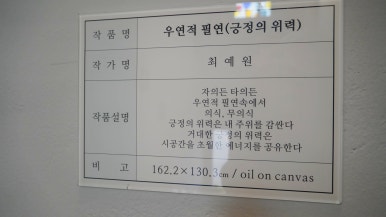 작품명 우연적 필연(긍정의 위력)
작가명 최예원
작품설명 자의든 타의든
우연적 필연속에서
의식, 무의식
긍정의 위력은 내 주위를 감싼다
거대한 긍정의 위력은
시공간을 초월한 에너지를 공유한다
비고 162.2×130.3cm / oil on canvas